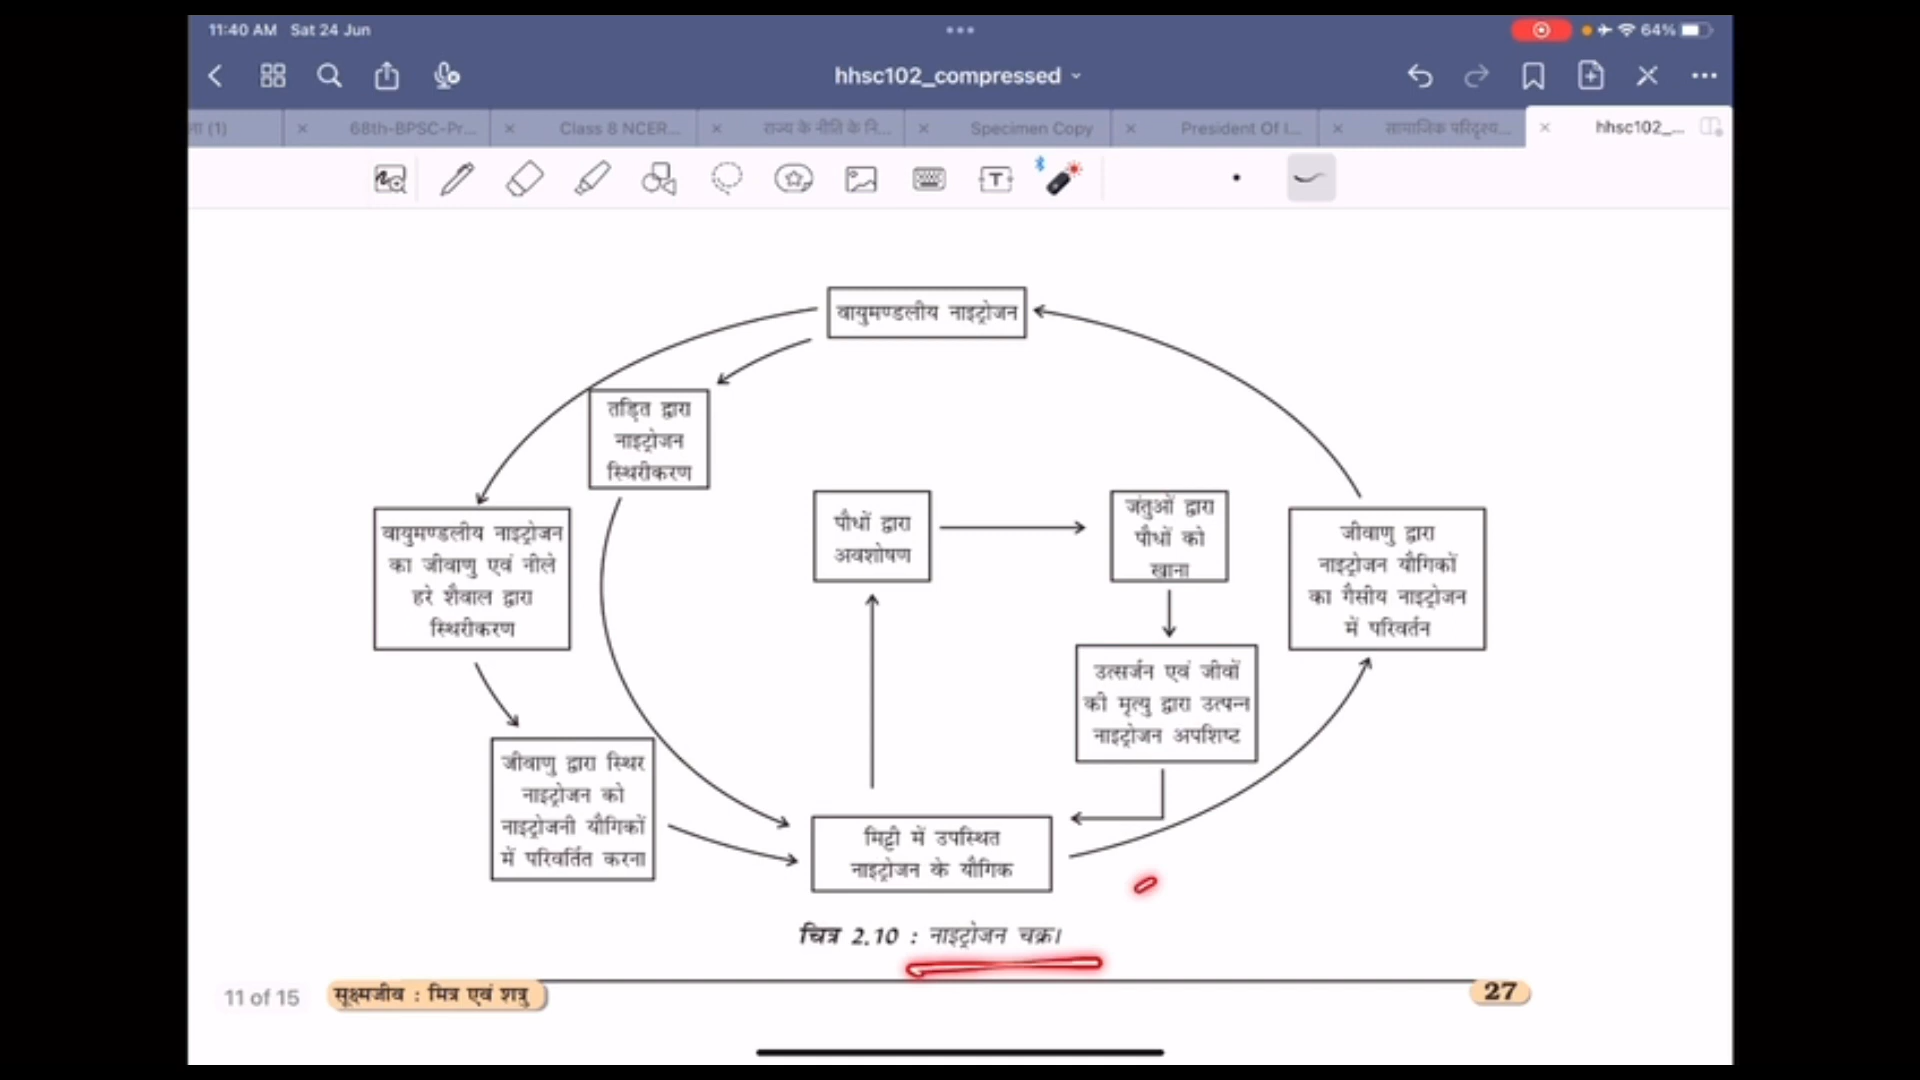 11:40 AM Sat 24 Jun
64%
hhsc102_compressed
ा (1)
68th-BPSC-Pr...
Class 8 NCER...
राज्य के नीति के नि...
Specimen Copy
President Of I...
सामाजिक परिदृश्य...
hhsc102_...
वायुमण्डलीय नाइट्रोजन
तड़ित द्वारा
नाइट्रोजन
स्थिरीकरण
वायुमण्डलीय नाइट्रोजन
का जीवाणु एवं नीले
हरे शैवाल द्वारा
स्थिरीकरण
पौधों द्वारा
अवशोषण
जंतुओं द्वारा
पौधों को
खाना
जीवाणु द्वारा
नाइट्रोजन यौगिकों
का गैसीय नाइट्रोजन
में परिवर्तन
उत्सर्जन एवं जीवों
की मृत्यु द्वारा उत्पन्न
नाइट्रोजन अपशिष्ट
जीवाणु द्वारा स्थिर
नाइट्रोजन को
नाइट्रोजनी यौगिकों
में परिवर्तित करना
मिट्टी में उपस्थित
नाइट्रोजन के यौगिक
चित्र 2.10 : नाइट्रोजन चक्र।
11 of 15
सूक्ष्मजीव : मित्र एवं शत्रु
27